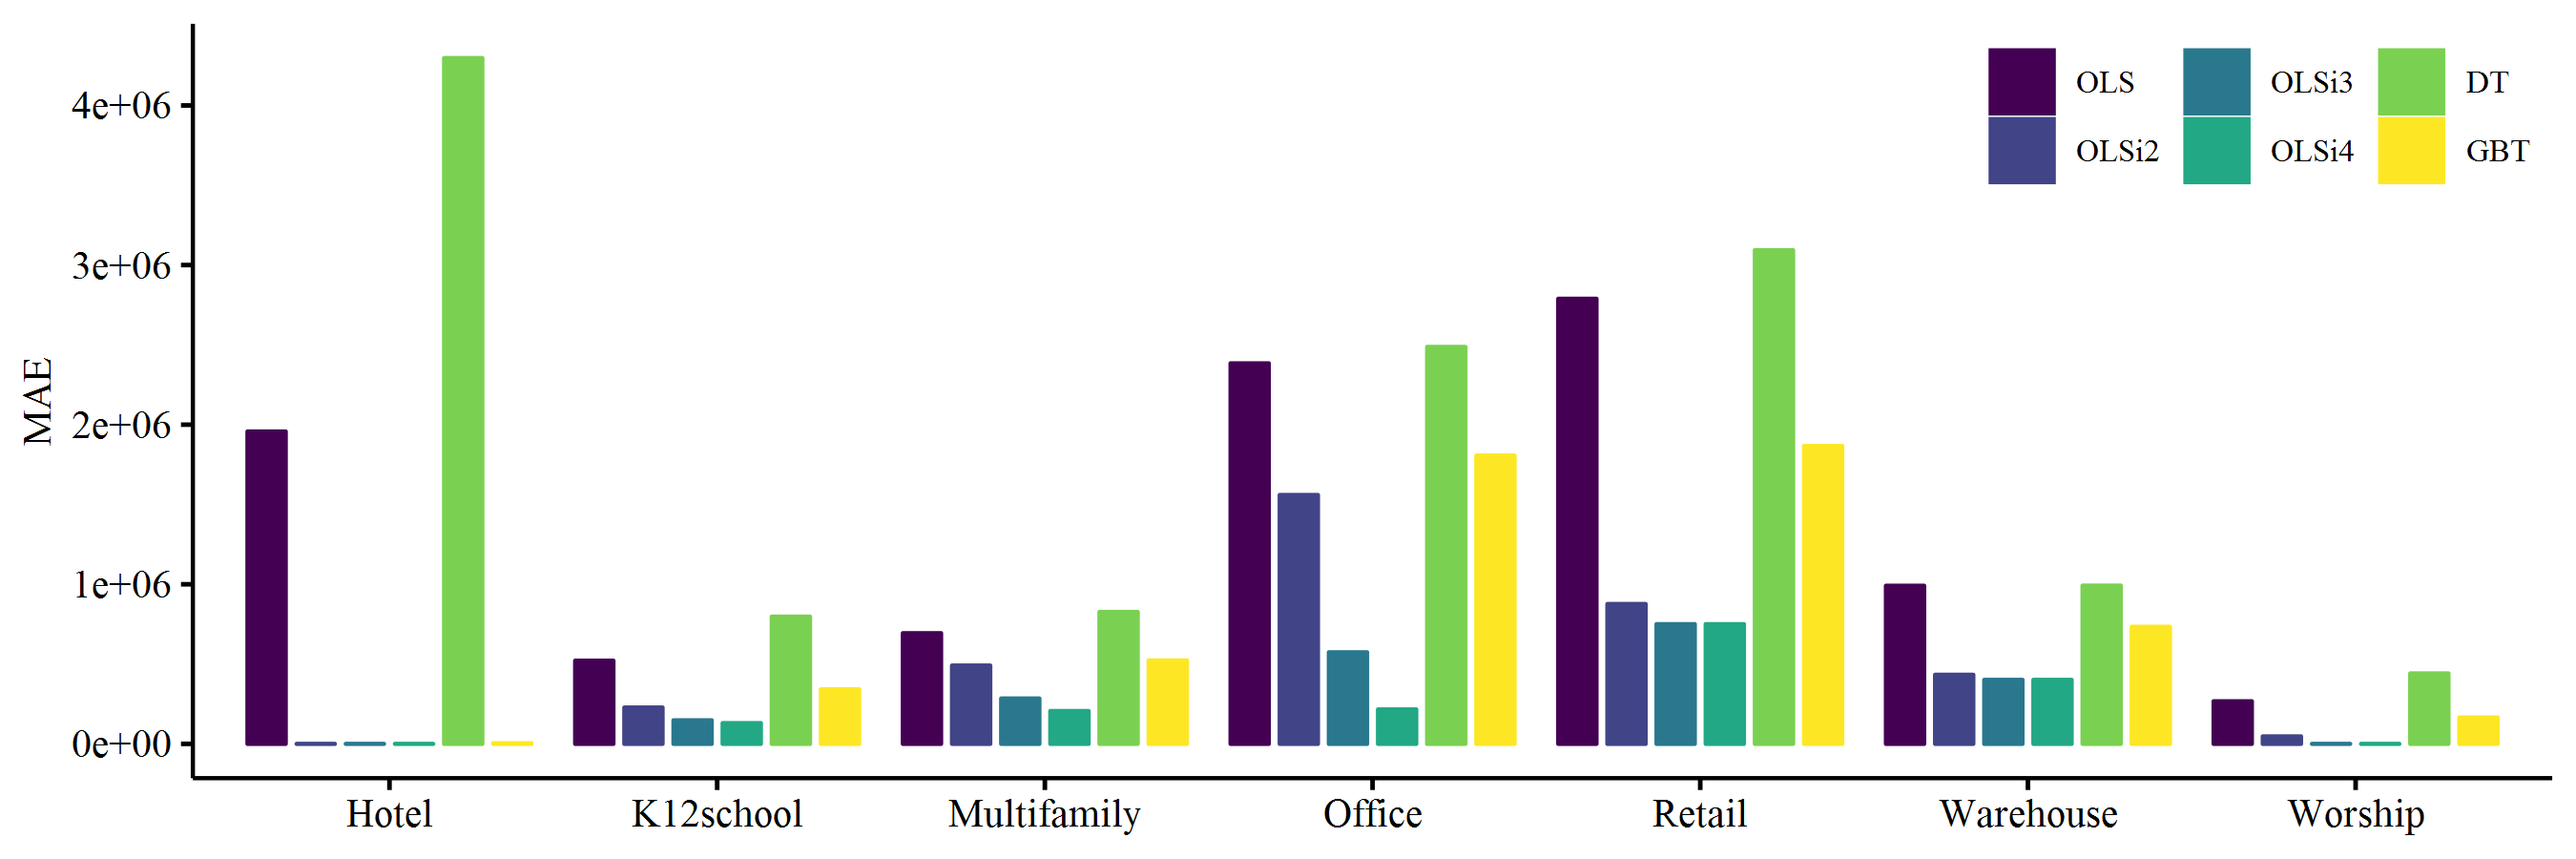 MAE
4e+06
3e+06
2e+06
1e+06
0e+00
OLS OLSi3 DT
OLSi2 OLSi4 GBT
Hotel K12school Multifamily Office Retail Warehouse Worship